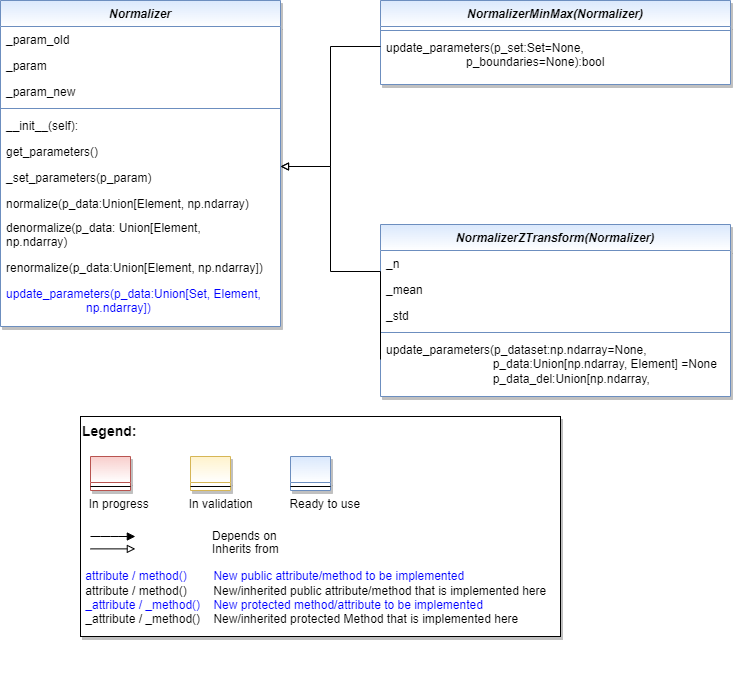 Normalizer
_param_old
_param
_param_new
__init__(self):
get_parameters()
_set_parameters(p_param)
normalize(p_data:Union[Element, np.ndarray)
denormalize(p_data: Union[Element,
np.ndarray)
renormalize(p_data:Union[Element, np.ndarray])
update_parameters(p_data:Union[Set, Element,
np.ndarray])
NormalizerMinMax(Normalizer)
update_parameters(p_set:Set=None,
p_boundaries=None):bool
NormalizerZTransform(Normalizer)
_n
_mean
_std
update_parameters(p_dataset:np.ndarray=None,
p_data:Union[np.ndarray, Element] =None
p_data_del:Union[np.ndarray,
Legend:
In progress
In validation
Ready to use
Depends on
Inherits from
attribute / method() New public attribute/method to be implemented
attribute / method() New/inherited public attribute/method that is implemented here
_attribute / _method() New protected method/attribute to be implemented
_attribute / _method() New/inherited protected Method that is implemented here